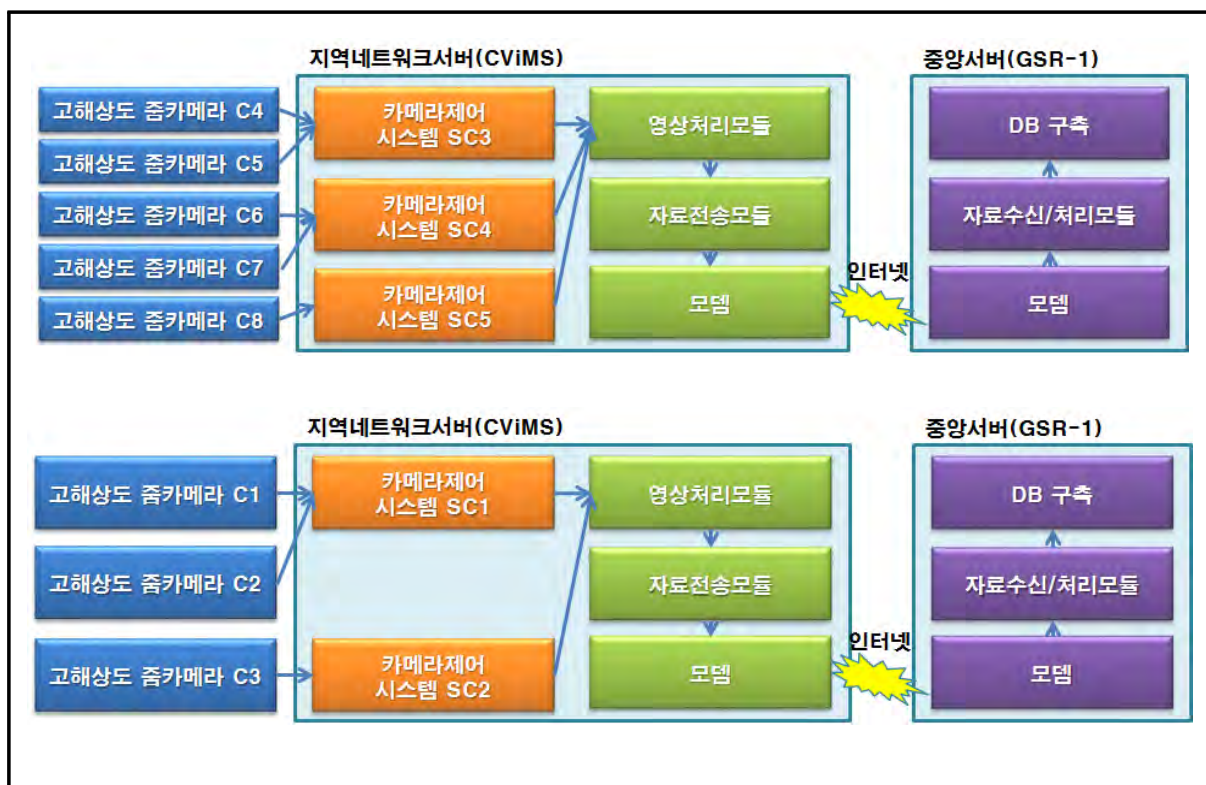 지역네트워크서버(CViMS)
중앙서버(GSR-1)
고해상도 줌카메라 C4
고해상도 줌카메라 C5
고해상도 줌카메라 C6
고해상도 줌카메라 C7
고해상도 줌카메라 C8
카메라제어
시스템 SC3
카메라제어
시스템 SC4
카메라제어
시스템 SC5
영상처리모듈
자료전송모듈
모뎀
인터넷
DB 구축
자료수신/처리모듈
모뎀
지역네트워크서버(CViMS)
중앙서버(GSR-1)
고해상도 줌카메라 C1
고해상도 줌카메라 C2
고해상도 줌카메라 C3
카메라제어
시스템 SC1
카메라제어
시스템 SC2
영상처리모듈
자료전송모듈
모뎀
인터넷
DB 구축
자료수신/처리모듈
모뎀